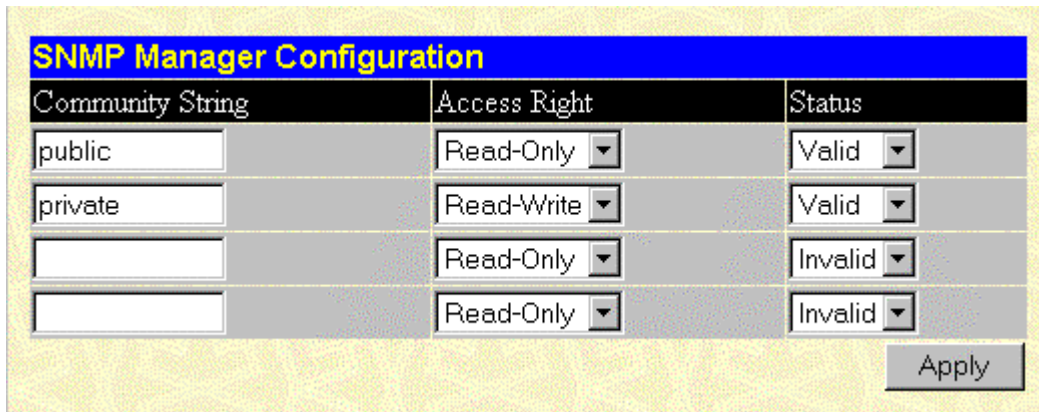 SNMP Manager Configuration
Community String Access Right Status
public Read-Only Valid
private Read-Write Valid
Read-Only Invalid
Read-Only Invalid
Apply